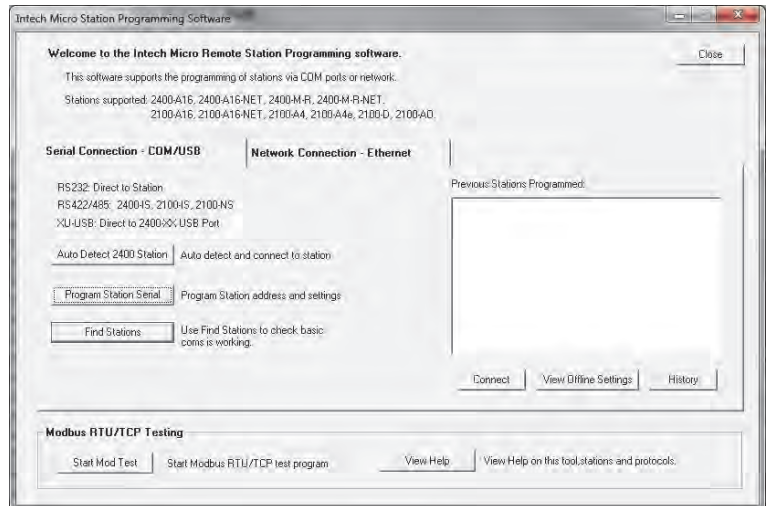 Intech Micro Station Programming Software
Welcome to the Intech Micro Remote Station Programming software.
Close
This software supports the programming of stations via COM ports or network.
Stations supported: 2400-A16, 2400-A16-NET, 2400-M-R, 2400-M-R-NET.
2100-A16, 2100-A16-NET, 2100-A4, 2100-A4e, 2100-D, 2100-AO.
Serial Connection - COM/USB
Network Connection - Ethernet
RS232: Direct to Station
RS422/485: 2400-IS, 2100-IS, 2100-NS
XU-USB: Direct to 2400-XX USB Port
Auto Detect 2400 Station
Auto detect and connect to station
Program Station Serial
Program Station address and settings
Find Stations
Use Find Stations to check basic
coms is working.
Previous Stations Programmed:
Connect
View Offline Settings
History
Modbus RTU/TCP Testing
Start Mod Test
Start Modbus RTU/TCP test program
View Help
View Help on this tool,stations and protocols.